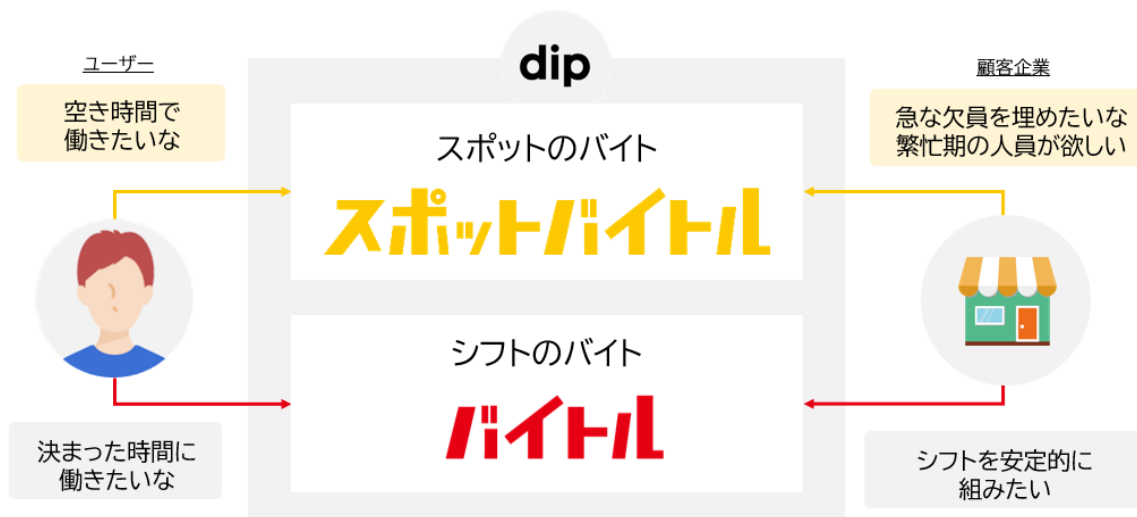 dip
ユーザー
空き時間で
働きたいな
決まった時間に
働きたいな
スポットのバイト
スポットバイトル
シフトのバイト
バイトル
顧客企業
急な欠員を埋めたいな
繁忙期の人員が欲しい
シフトを安定的に
組みたい